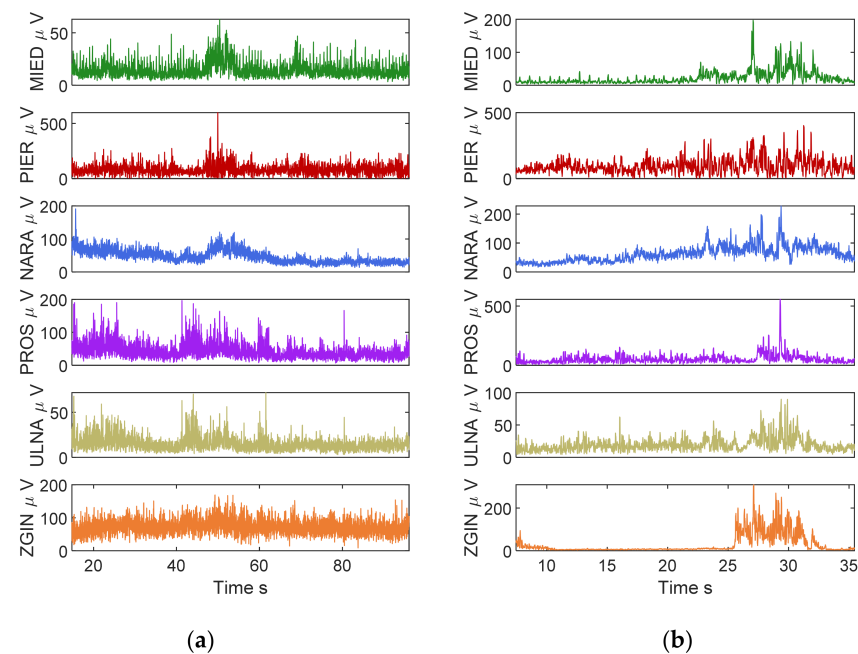 MIED μ V
50
0
PIER μ V
500
0
NARA μ V
200
100
0
PROS μ V
200
100
0
ULNA μ V
50
0
ZGIN μ V
200
100
0
20 40 60 80
Time s
(a)
MIED μ V
200
100
0
PIER μ V
500
0
NARA μ V
200
100
0
PROS μ V
500
0
ULNA μ V
100
50
0
ZGIN μ V
200
0
10 15 20 25 30 35
Time s
(b)